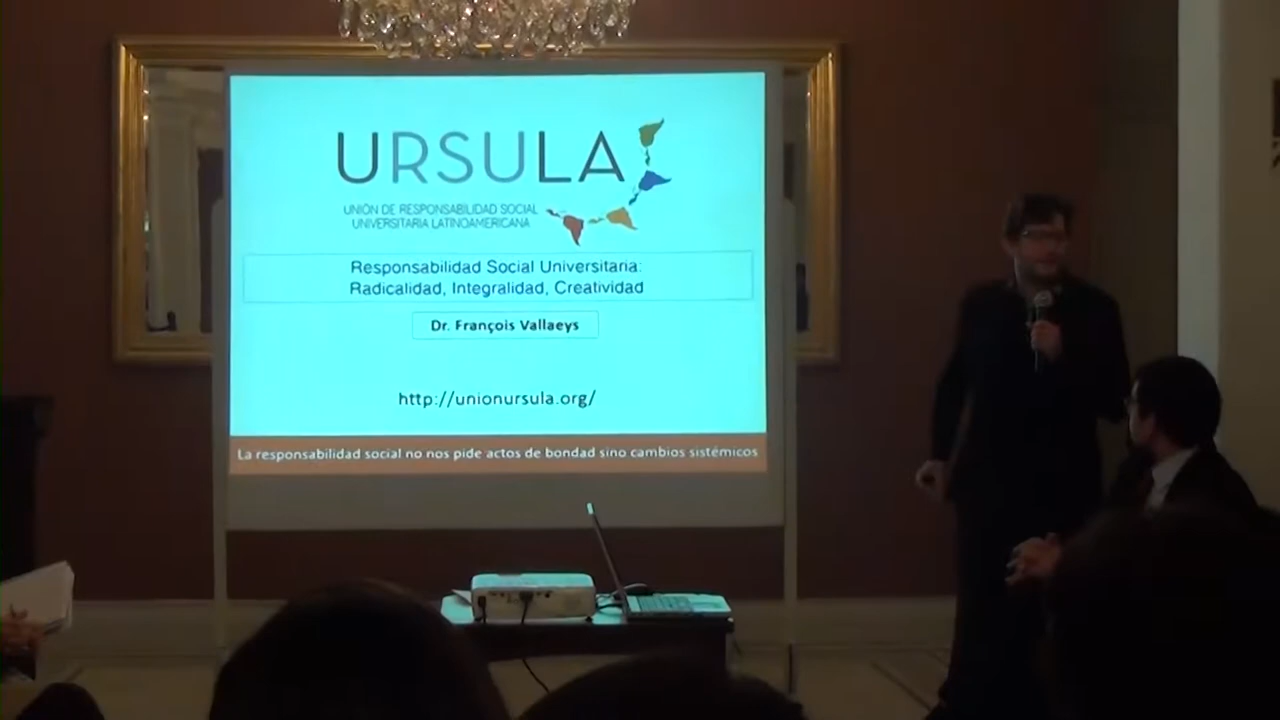 URSULA
UNIÓN DE RESPONSABILIDAD SOCIAL
UNIVERSITARIA LATINOAMERICANA
Responsabilidad Social Universitaria:
Radicalidad, Integralidad, Creatividad
Dr. François Vallaeys
http://unionursula.org/
La responsabilidad social no nos pide actos de bondad sino cambios sistémicos